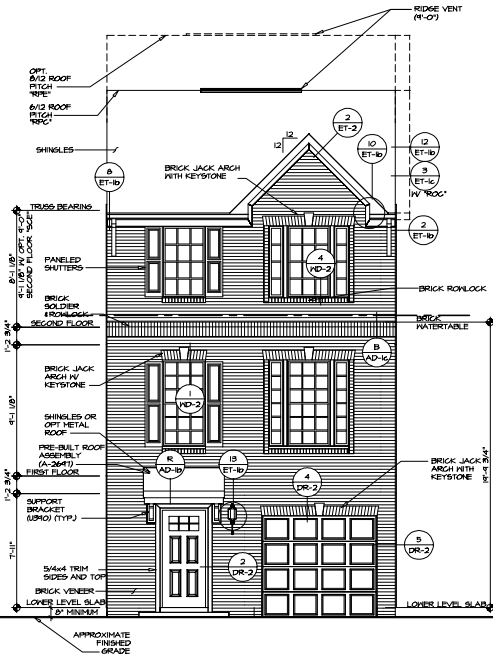 RIDGE VENT
(9'-0")
OPT.
8/12 ROOF
PITCH
"RPE"
6/12 ROOF
PITCH
"RPC"
SHINGLES
12
12
2
ET-2
10
ET-1b
12
ET-1b
3
ET-1c
W/ "ROC"
8
ET-1b
BRICK JACK ARCH
WITH KEYSTONE
TRUSS BEARING
2
ET-1b
8'-1 1/8"
9'-1 1/8" W/ OPT. 9'-0"
SECOND FLOOR "SCE"
PANELED
SHUTTERS
4
WD-2
BRICK ROWLOCK
BRICK
SOLDIER
&ROWLOCK
SECOND FLOOR
BRICK
WATERTABLE
1'-2 3/4"
B
AD-1c
BRICK JACK
ARCH W/
KEYSTONE
9'-1 1/8"
1
WD-2
SHINGLES OR
OPT METAL
ROOF
PRE-BUILT ROOF
ASSEMBLY
(A-2697)
FIRST FLOOR
R
AD-1b
13
ET-1b
4
DR-2
BRICK JACK
ARCH WITH
KEYSTONE
19'-9 3/4"
1'-2 3/4"
SUPPORT
BRACKET
(U390) (TYP.)
5
DR-2
7'-11"
2
DR-2
5/4x4 TRIM
SIDES AND TOP
BRICK VENEER
LOWER LEVEL SLAB
8" MINIMUM
LOWER LEVEL SLAB
APPROXIMATE
FINISHED
GRADE